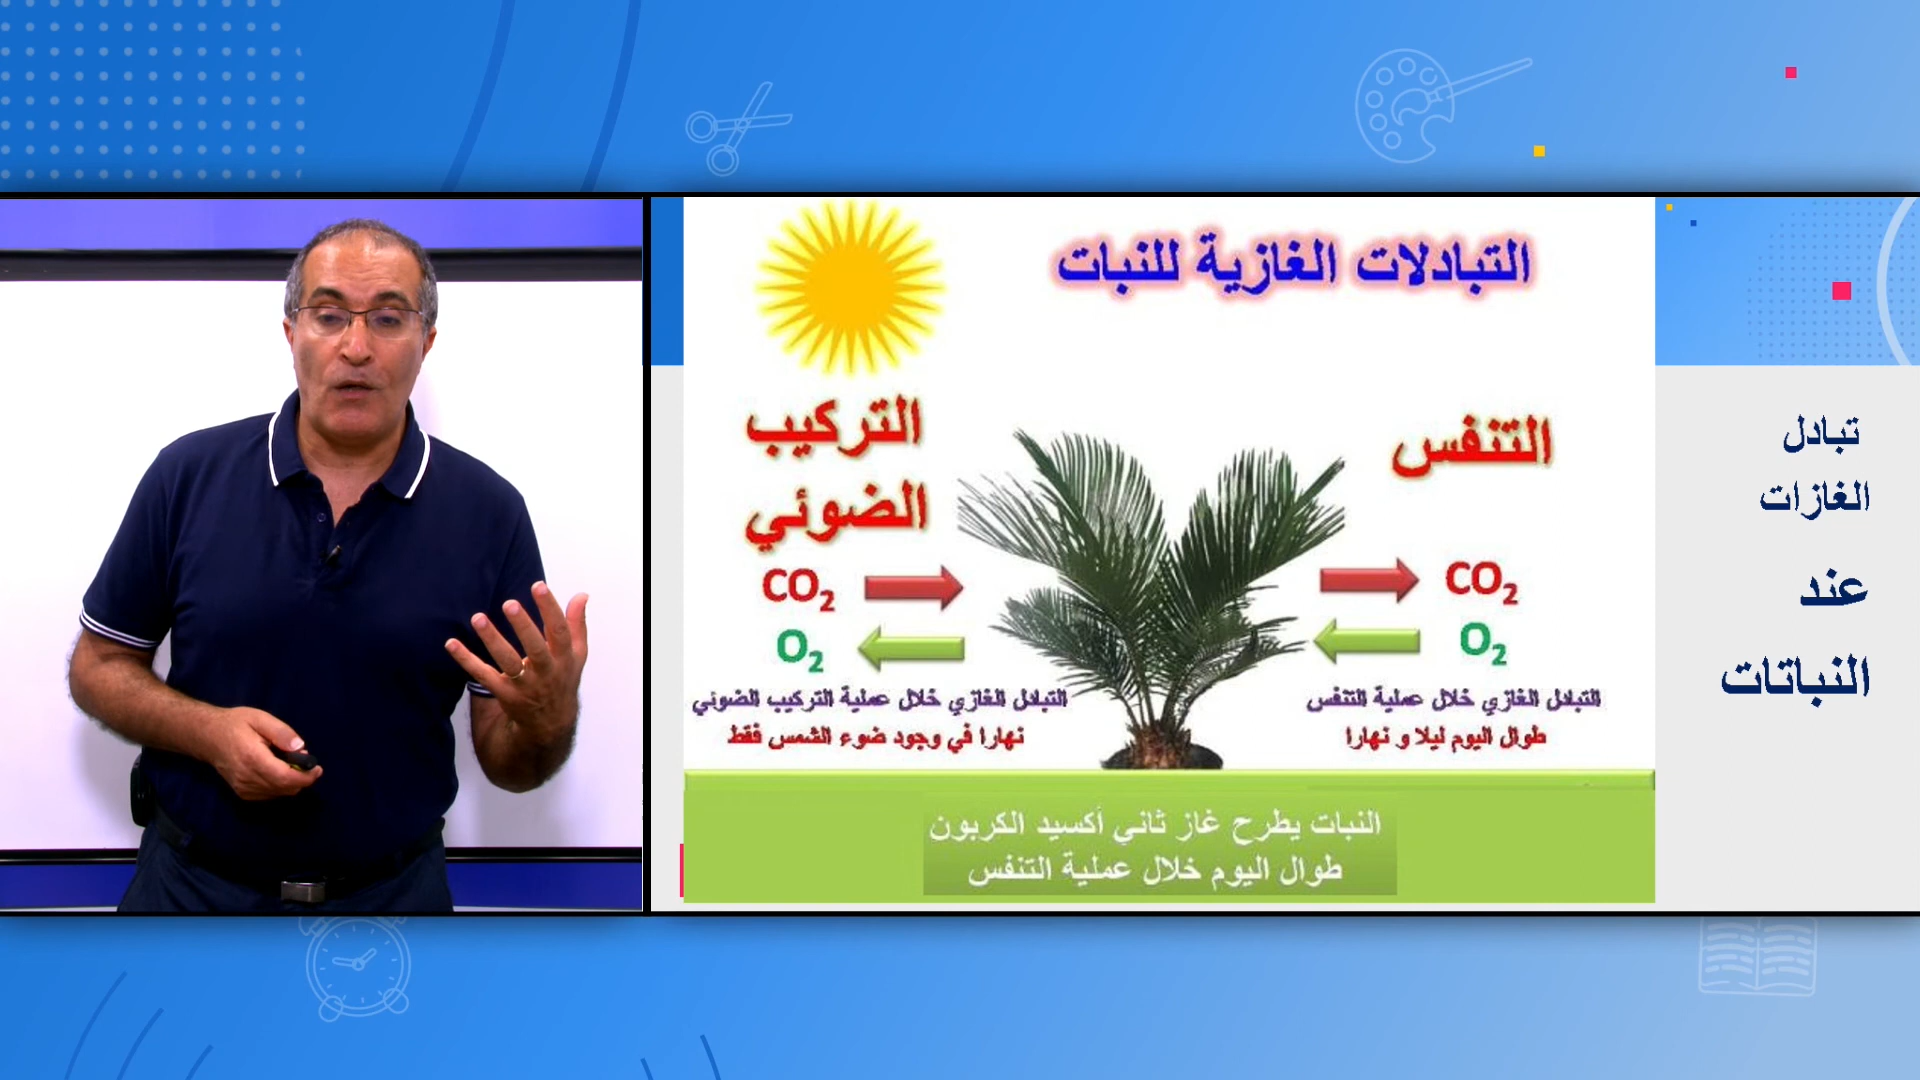 التبادلات الغازية للنبات
التنفس
CO2
O2
التبادل الغازي خلال عملية التنفس
طوال اليوم ليلا و نهارا
التركيب
الضوئي
CO2
O2
التبادل الغازي خلال عملية التركيب الضوئي
نهارا في وجود ضوء الشمس فقط
النبات يطرح غاز ثاني أكسيد الكربون
طوال اليوم خلال عملية التنفس
تبادل
الغازات
عند
النباتات